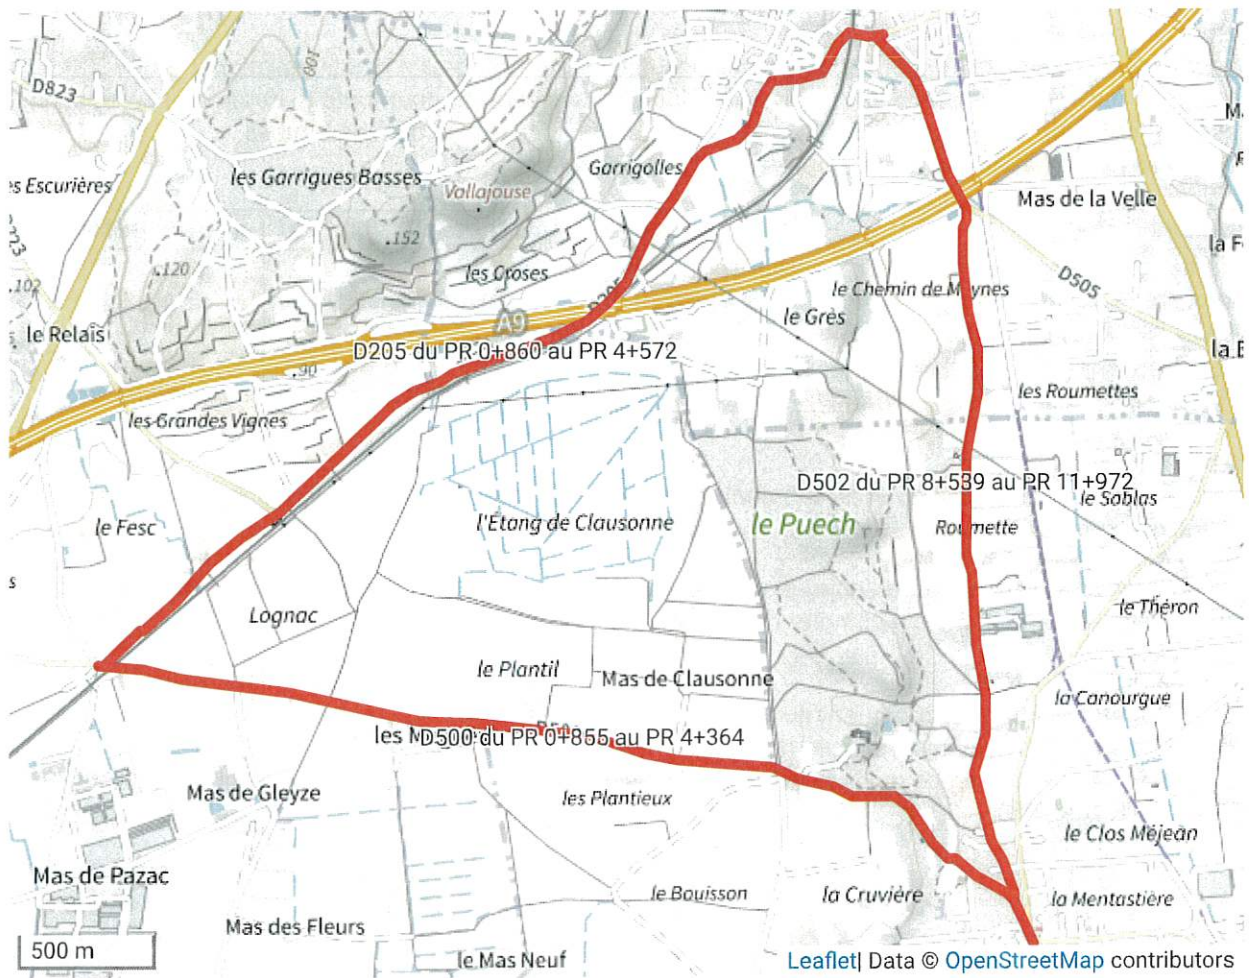 D823
100
es Escurières
les Garrigues Basses
Garrigolles
Vallajouse
Mas de la Velle
.152
.120
les Croses
.102
D505
le Chemin de Meynes
le Grès
le Relais
A9
D205 du PR 0+860 au PR 4+572
.90
les Roumettes
les Grandes Vignes
D502 du PR 8+539 au PR 11+972
le Sablas
le Fesc
l'Etang de Clausonne
le Puech
Roumette
Lognac
le Théron
le Plantil
Mas de Clausonne
la Canourgue
D500 du PR 0+855 au PR 4+364
Mas de Gleyze
les Plantieux
le Clos Méjean
Mas de Pazac
le Bouisson
la Cruvière
la Mentastière
Mas des Fleurs
500 m
le Mas Neuf
Leaflet| Data © OpenStreetMap contributors